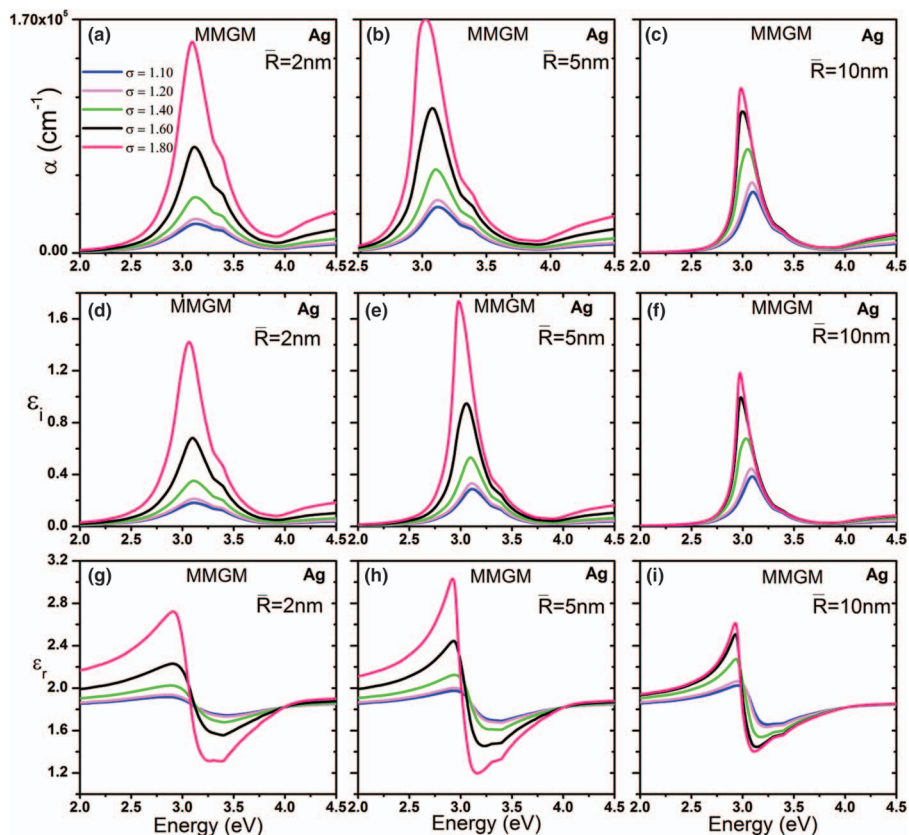 1.70x10⁵
(a) MMGM Ag
R̄=2nm
σ = 1.10
σ = 1.20
σ = 1.40
σ = 1.60
σ = 1.80
α (cm⁻¹)
0.00
2.0 2.5 3.0 3.5 4.0 4.5
(b) MMGM Ag
R̄=5nm
2.5 3.0 3.5 4.0 4.5
(c) MMGM Ag
R̄=10nm
2.0 2.5 3.0 3.5 4.0 4.5
(d) MMGM Ag
R̄=2nm
εᵢ
1.6
1.2
0.8
0.4
0.0
2.0 2.5 3.0 3.5 4.0 4.5
(e) MMGM Ag
R̄=5nm
2.0 2.5 3.0 3.5 4.0 4.5
(f) MMGM Ag
R̄=10nm
2.0 2.5 3.0 3.5 4.0 4.5
(g) MMGM Ag
R̄=2nm
εᵣ
3.2
2.8
2.4
2.0
1.6
1.2
2.0 2.5 3.0 3.5 4.0 4.5
Energy (eV)
(h) MMGM Ag
R̄=5nm
2.0 2.5 3.0 3.5 4.0 4.5
Energy (eV)
(i) MMGM Ag
R̄=10nm
2.0 2.5 3.0 3.5 4.0 4.5
Energy (eV)